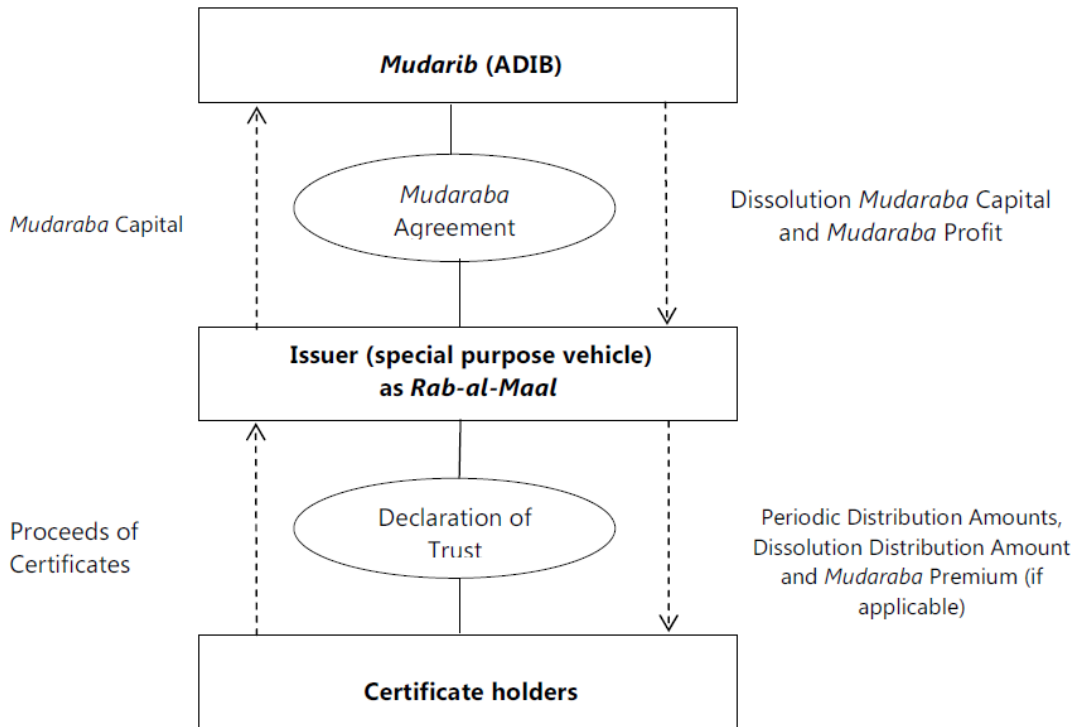 Mudarib (ADIB)
Mudaraba
Agreement
Mudaraba Capital
Dissolution Mudaraba Capital
and Mudaraba Profit
Issuer (special purpose vehicle)
as Rab-al-Maal
Declaration of
Trust
Proceeds of
Certificates
Periodic Distribution Amounts,
Dissolution Distribution Amount
and Mudaraba Premium (if
applicable)
Certificate holders